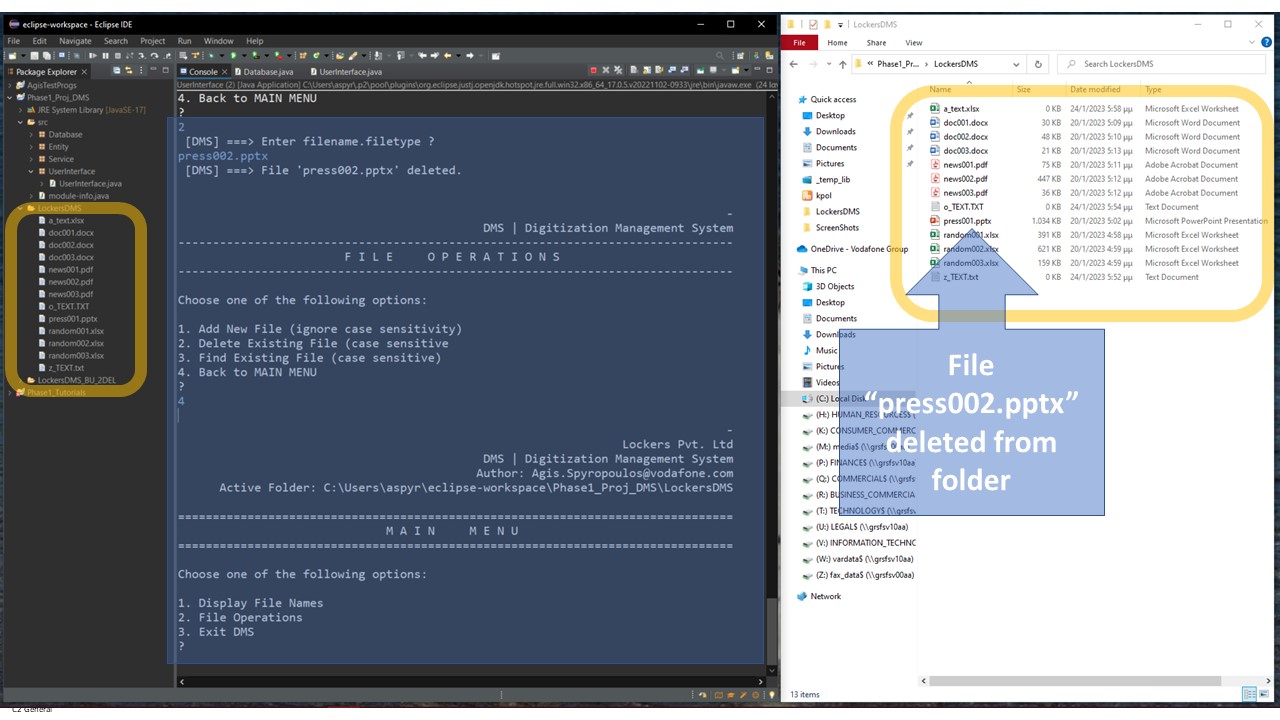 eclipse-workspace - Eclipse IDE
File Edit Navigate Search Project Run Window Help
Package Explorer
AgisTestProgs
Phase1_Proj_DMS
JRE System Library [JavaSE-17]
src
Database
Entity
Service
UserInterface
UserInterface.java
module-info.java
LockersDMS
a_text.xlsx
doc001.docx
doc002.docx
doc003.docx
news001.pdf
news002.pdf
news003.pdf
o_TEXT.TXT
press001.pptx
random001.xlsx
random002.xlsx
random003.xlsx
z_TEXT.txt
LockersDMS_BU_2DEL
Phase1_Tutorials
Console Database.java UserInterface.java
UserInterface (2) [Java Application] C:\Users\aspyr\.p2\pool\plugins\org.eclipse.justj.openjdk.hotspot.jre.full.win32.x86_64_17.0.5.v20221102-0933\jre\bin\javaw.exe (24 Ian
4. Back to MAIN MENU
?
2
[DMS] ===> Enter filename.filetype ?
press002.pptx
[DMS] ===> File 'press002.pptx' deleted.
-
DMS | Digitization Management System
-----------------------------------------------------------------------------------
F I L E   O P E R A T I O N S
-----------------------------------------------------------------------------------
Choose one of the following options:
1. Add New File (ignore case sensitivity)
2. Delete Existing File (case sensitive
3. Find Existing File (case sensitive)
4. Back to MAIN MENU
?
4
-
Lockers Pvt. Ltd
DMS | Digitization Management System
Author: Agis.Spyropoulos@vodafone.com
Active Folder: C:\Users\aspyr\eclipse-workspace\Phase1_Proj_DMS\LockersDMS
===================================================================================
M A I N   M E N U
===================================================================================
Choose one of the following options:
1. Display File Names
2. File Operations
3. Exit DMS
?
LockersDMS
File Home Share View
« Phase1_Pr... › LockersDMS
Search LockersDMS
Quick access
Desktop
Downloads
Documents
Pictures
_temp_lib
kpol
LockersDMS
ScreenShots
OneDrive - Vodafone Group
This PC
3D Objects
Desktop
Documents
Downloads
Music
Pictures
Videos
(C:) Local Disk
(H:) HUMAN_RESOURCES$ (
(K:) CONSUMER_COMMERC
(M:) media$ (\\grsfs
(P:) FINANCE$ (\\grsfsv10aa
(Q:) COMMERCIAL$ (\\grsfs
(R:) BUSINESS_COMMERCIA
(T:) TECHNOLOGY$ (\\grsfs
(U:) LEGAL$ (\\grsfsv10aa)
(V:) INFORMATION_TECHNO
(W:) vardata$ (\\grsfsv10aa)
(Z:) fax_data$ (\\grsfsv00aa)
Network
Name Size Date modified Type
a_text.xlsx 0 KB 24/1/2023 5:58 μμ Microsoft Excel Worksheet
doc001.docx 30 KB 20/1/2023 5:09 μμ Microsoft Word Document
doc002.docx 48 KB 20/1/2023 5:10 μμ Microsoft Word Document
doc003.docx 21 KB 20/1/2023 5:13 μμ Microsoft Word Document
news001.pdf 75 KB 20/1/2023 5:11 μμ Adobe Acrobat Document
news002.pdf 447 KB 20/1/2023 5:12 μμ Adobe Acrobat Document
news003.pdf 36 KB 20/1/2023 5:12 μμ Adobe Acrobat Document
o_TEXT.TXT 0 KB 24/1/2023 5:54 μμ Text Document
press001.pptx 1.034 KB 20/1/2023 5:02 μμ Microsoft PowerPoint Presentation
random001.xlsx 391 KB 20/1/2023 4:58 μμ Microsoft Excel Worksheet
random002.xlsx 621 KB 20/1/2023 4:59 μμ Microsoft Excel Worksheet
random003.xlsx 159 KB 20/1/2023 4:59 μμ Microsoft Excel Worksheet
z_TEXT.txt 0 KB 24/1/2023 5:52 μμ Text Document
File
“press002.pptx”
deleted from
folder
13 items
C2 General